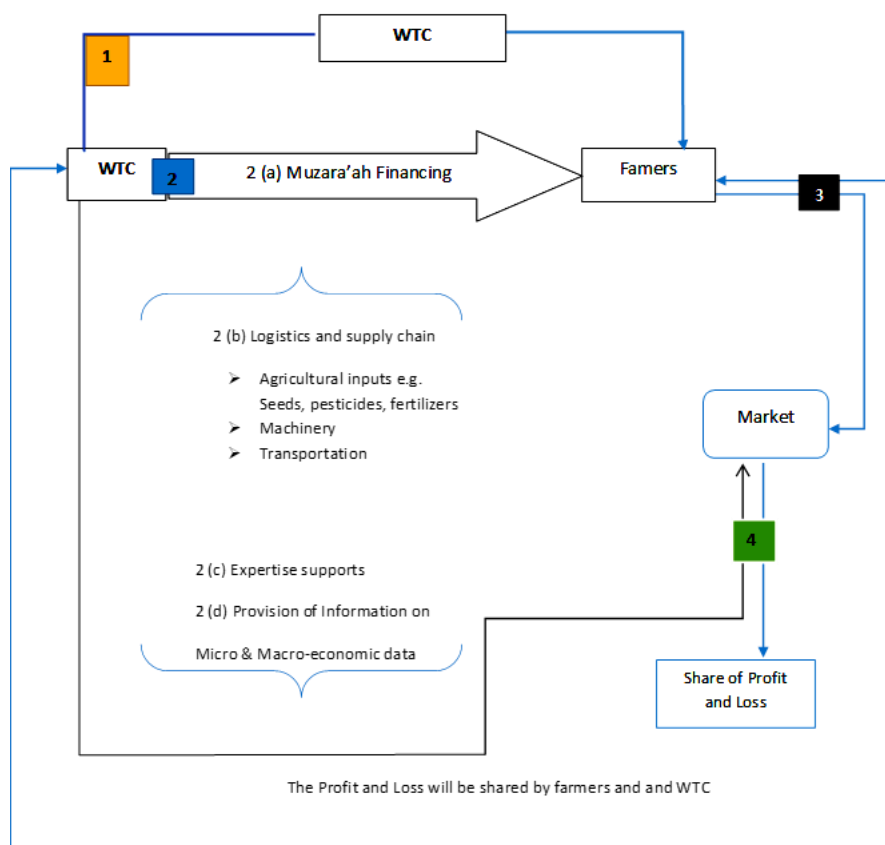 WTC
1
WTC
2
2 (a) Muzara’ah Financing
Famers
3
2 (b) Logistics and supply chain
➢ Agricultural inputs e.g.
Seeds, pesticides, fertilizers
➢ Machinery
➢ Transportation
Market
4
2 (c) Expertise supports
2 (d) Provision of Information on
Micro & Macro-economic data
Share of Profit
and Loss
The Profit and Loss will be shared by farmers and and WTC